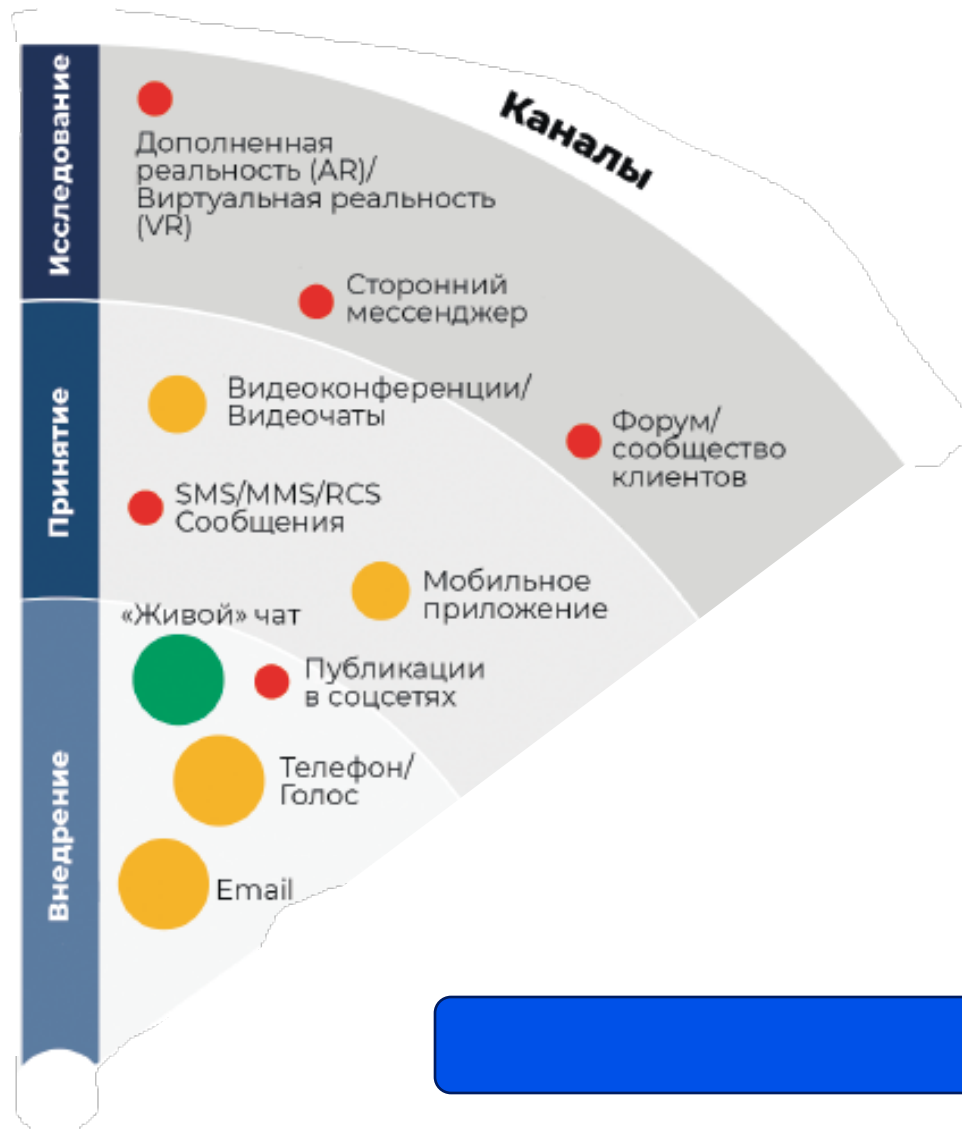 Каналы
Исследование
Дополненная
реальность (AR)/
Виртуальная реальность
(VR)
Сторонний
мессенджер
Форум/
сообщество
клиентов
Принятие
Видеоконференции/
Видеочаты
SMS/MMS/RCS
Сообщения
Мобильное
приложение
Внедрение
«Живой» чат
Публикации
в соцсетях
Телефон/
Голос
Email